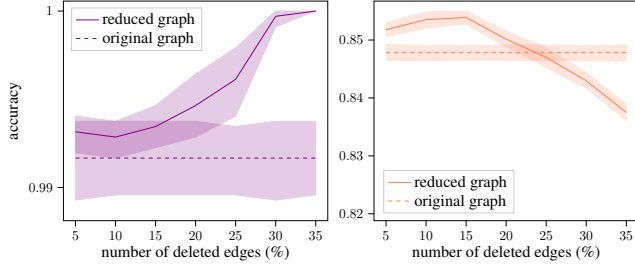 1
0.99
accuracy
reduced graph
original graph
5 10 15 20 25 30 35
number of deleted edges (%)
0.85
0.84
0.83
0.82
reduced graph
original graph
5 10 15 20 25 30 35
number of deleted edges (%)